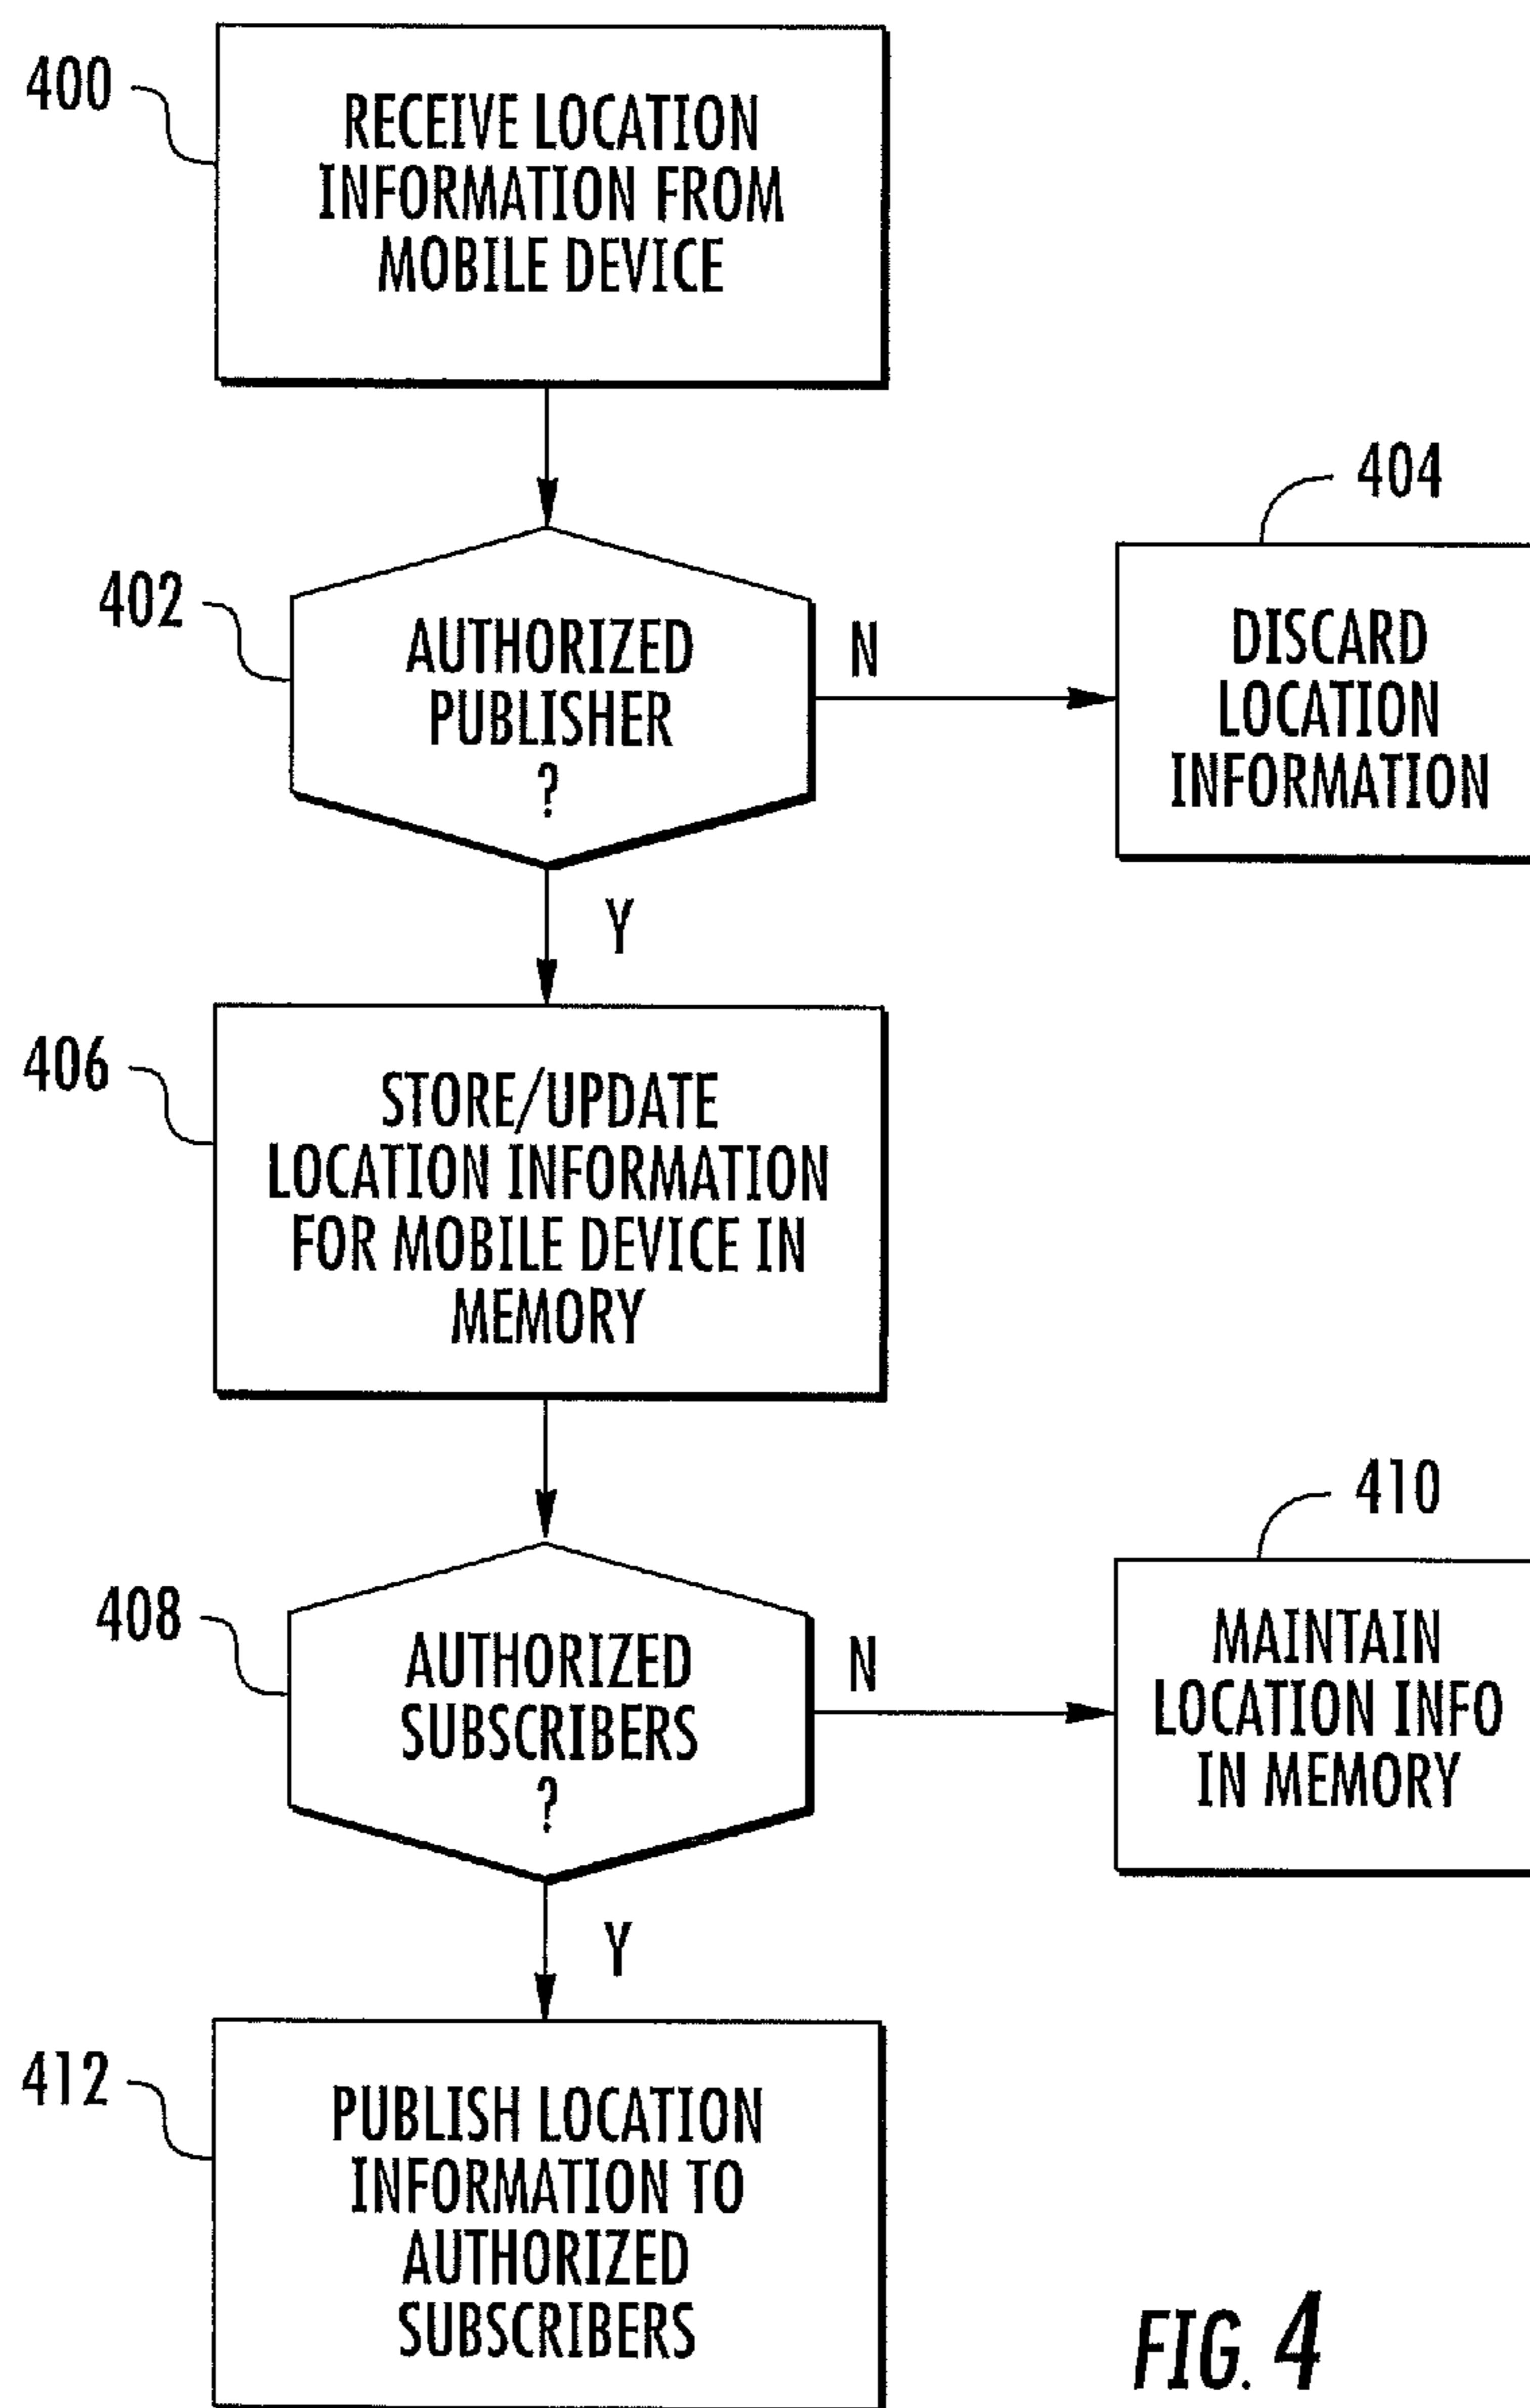 400
RECEIVE LOCATION
INFORMATION FROM
MOBILE DEVICE
402
AUTHORIZED
PUBLISHER
?
N
404
DISCARD
LOCATION
INFORMATION
Y
406
STORE/UPDATE
LOCATION INFORMATION
FOR MOBILE DEVICE IN
MEMORY
408
AUTHORIZED
SUBSCRIBERS
?
N
410
MAINTAIN
LOCATION INFO
IN MEMORY
Y
412
PUBLISH LOCATION
INFORMATION TO
AUTHORIZED
SUBSCRIBERS
FIG. 4